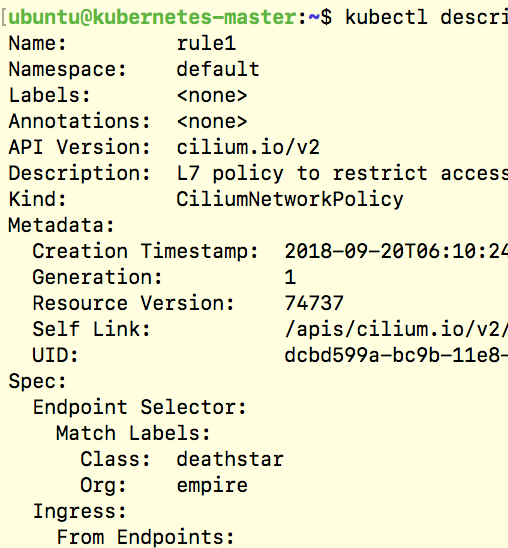 [ubuntu@kubernetes-master:~$ kubectl descri
Name:         rule1
Namespace:    default
Labels:       <none>
Annotations:  <none>
API Version:  cilium.io/v2
Description:  L7 policy to restrict access
Kind:         CiliumNetworkPolicy
Metadata:
  Creation Timestamp:  2018-09-20T06:10:24
  Generation:          1
  Resource Version:    74737
  Self Link:           /apis/cilium.io/v2/
  UID:                 dcbd599a-bc9b-11e8-
Spec:
  Endpoint Selector:
    Match Labels:
      Class:  deathstar
      Org:    empire
  Ingress:
    From Endpoints: